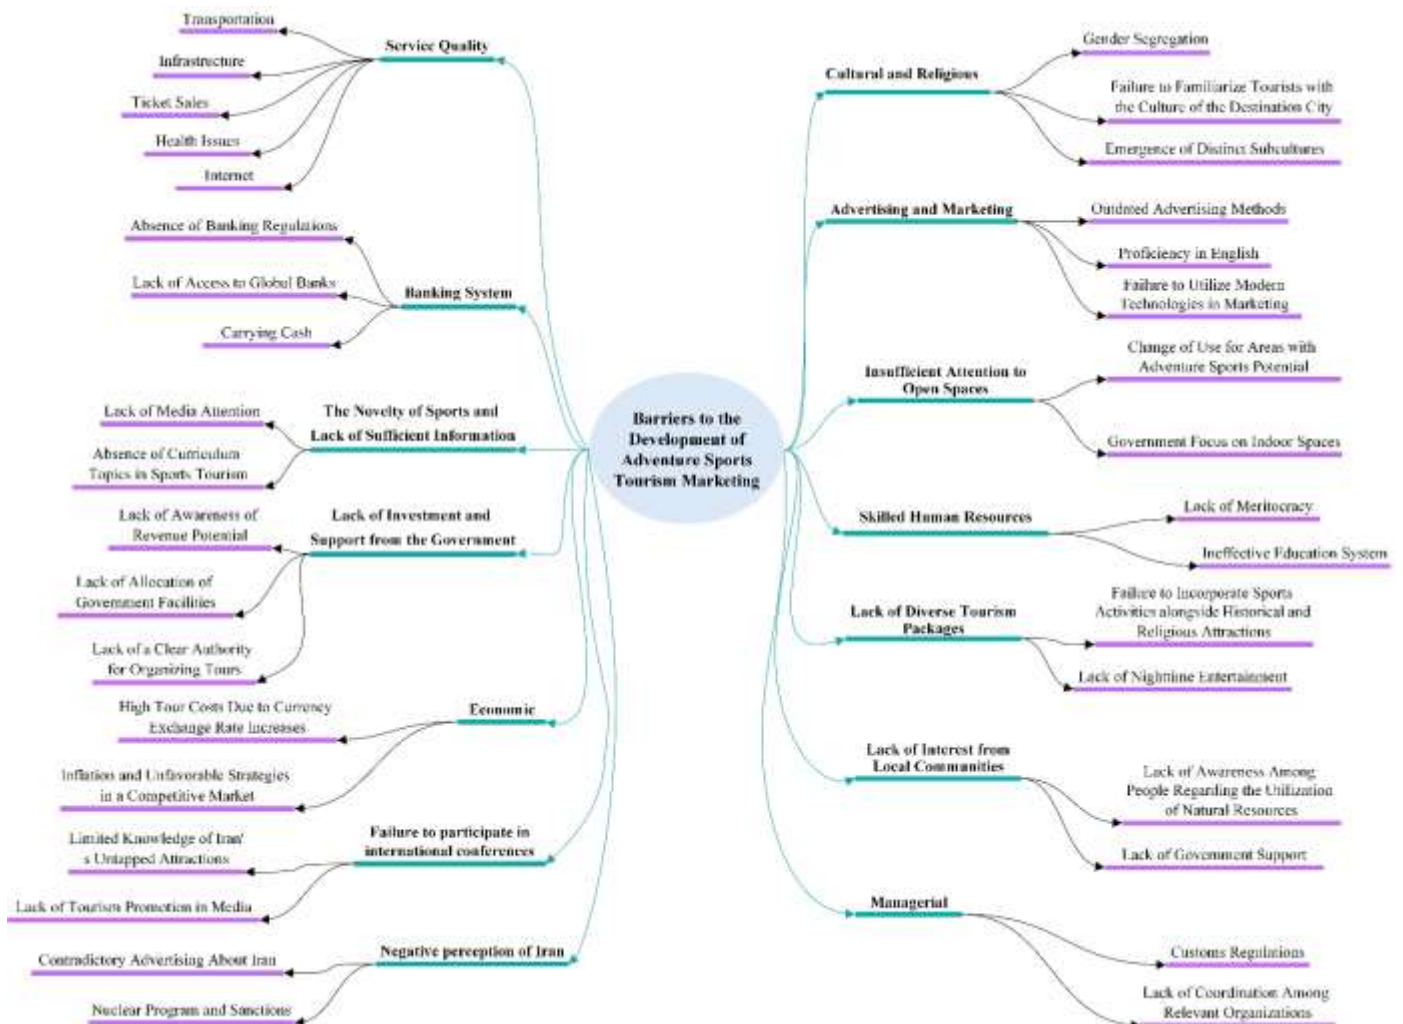 Transportation
Service Quality
Infrastructure
Ticket Sales
Health Issues
Internet
Absence of Banking Regulations
Banking System
Lack of Access to Global Banks
Carrying Cash
The Novelty of Sports and
Lack of Sufficient Information
Lack of Media Attention
Absence of Curriculum
Topics in Sports Tourism
Lack of Investment and
Support from the Government
Lack of Awareness of
Revenue Potential
Lack of Allocation of
Government Facilities
Lack of a Clear Authority
for Organizing Tours
Economic
High Tour Costs Due to Currency
Exchange Rate Increases
Inflation and Unfavorable Strategies
in a Competitive Market
Failure to participate in
international conferences
Limited Knowledge of Iran'
s Untapped Attractions
Lack of Tourism Promotion in Media
Negative perception of Iran
Contradictory Advertising About Iran
Nuclear Program and Sanctions
Barriers to the
Development of
Adventure Sports
Tourism Marketing
Cultural and Religious
Gender Segregation
Failure to Familiarize Tourists with
the Culture of the Destination City
Emergence of Distinct Subcultures
Advertising and Marketing
Outdated Advertising Methods
Proficiency in English
Failure to Utilize Modern
Technologies in Marketing
Insufficient Attention to
Open Spaces
Change of Use for Areas with
Adventure Sports Potential
Government Focus on Indoor Spaces
Skilled Human Resources
Lack of Meritocracy
Ineffective Education System
Lack of Diverse Tourism
Packages
Failure to Incorporate Sports
Activities alongside Historical and
Religious Attractions
Lack of Nighttime Entertainment
Lack of Interest from
Local Communities
Lack of Awareness Among
People Regarding the Utilization
of Natural Resources
Lack of Government Support
Managerial
Customs Regulations
Lack of Coordination Among
Relevant Organizations